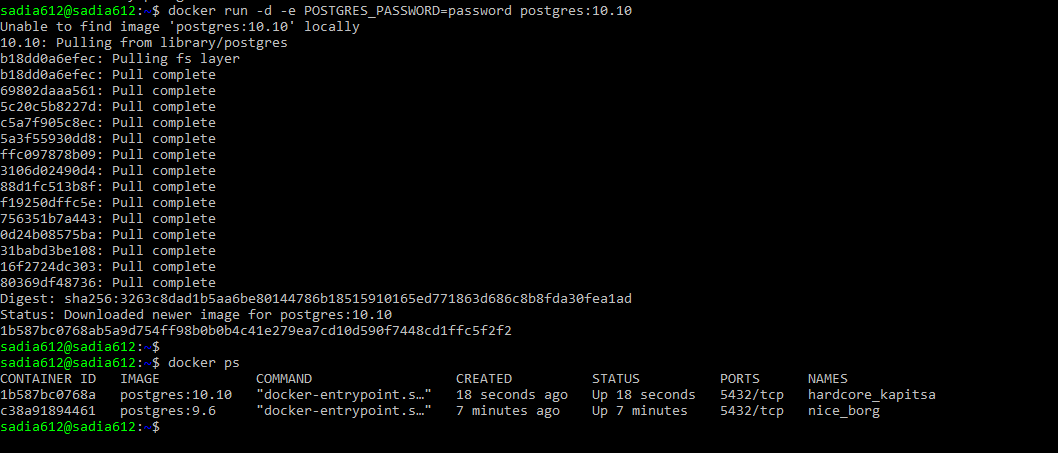 sadia612@sadia612:~$ docker run -d -e POSTGRES_PASSWORD=password postgres:10.10
Unable to find image 'postgres:10.10' locally
10.10: Pulling from library/postgres
b18dd0a6efec: Pulling fs layer
b18dd0a6efec: Pull complete
69802daaa561: Pull complete
5c20c5b8227d: Pull complete
c5a7f905c8ec: Pull complete
5a3f55930dd8: Pull complete
ffc097878b09: Pull complete
3106d02490d4: Pull complete
88d1fc513b8f: Pull complete
f19250dffc5e: Pull complete
756351b7a443: Pull complete
0d24b08575ba: Pull complete
31babd3be108: Pull complete
16f2724dc303: Pull complete
80369df48736: Pull complete
Digest: sha256:3263c8dad1b5aa6be80144786b18515910165ed771863d686c8b8fda30fea1ad
Status: Downloaded newer image for postgres:10.10
1b587bc0768ab5a9d754ff98b0b0b4c41e279ea7cd10d590f7448cd1ffc5f2f2
sadia612@sadia612:~$
sadia612@sadia612:~$ docker ps
CONTAINER ID   IMAGE            COMMAND                  CREATED          STATUS          PORTS      NAMES
1b587bc0768a   postgres:10.10   "docker-entrypoint.s…"   18 seconds ago   Up 18 seconds   5432/tcp   hardcore_kapitsa
c38a91894461   postgres:9.6     "docker-entrypoint.s…"   7 minutes ago    Up 7 minutes    5432/tcp   nice_borg
sadia612@sadia612:~$